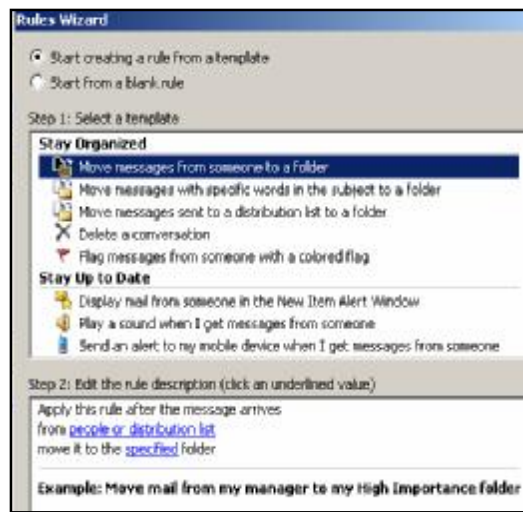 Rules Wizard
Start creating a rule from a template
Start from a blank rule
Step 1: Select a template
Stay Organized
Move messages from someone to a folder
Move messages with specific words in the subject to a folder
Move messages sent to a distribution list to a folder
Delete a conversation
Flag messages from someone with a colored flag
Stay Up to Date
Display mail from someone in the New Item Alert Window
Play a sound when I get messages from someone
Send an alert to my mobile device when I get messages from someone
Step 2: Edit the rule description (click an underlined value)
Apply this rule after the message arrives
from people or distribution list
move it to the specified folder
Example: Move mail from my manager to my High Importance folder